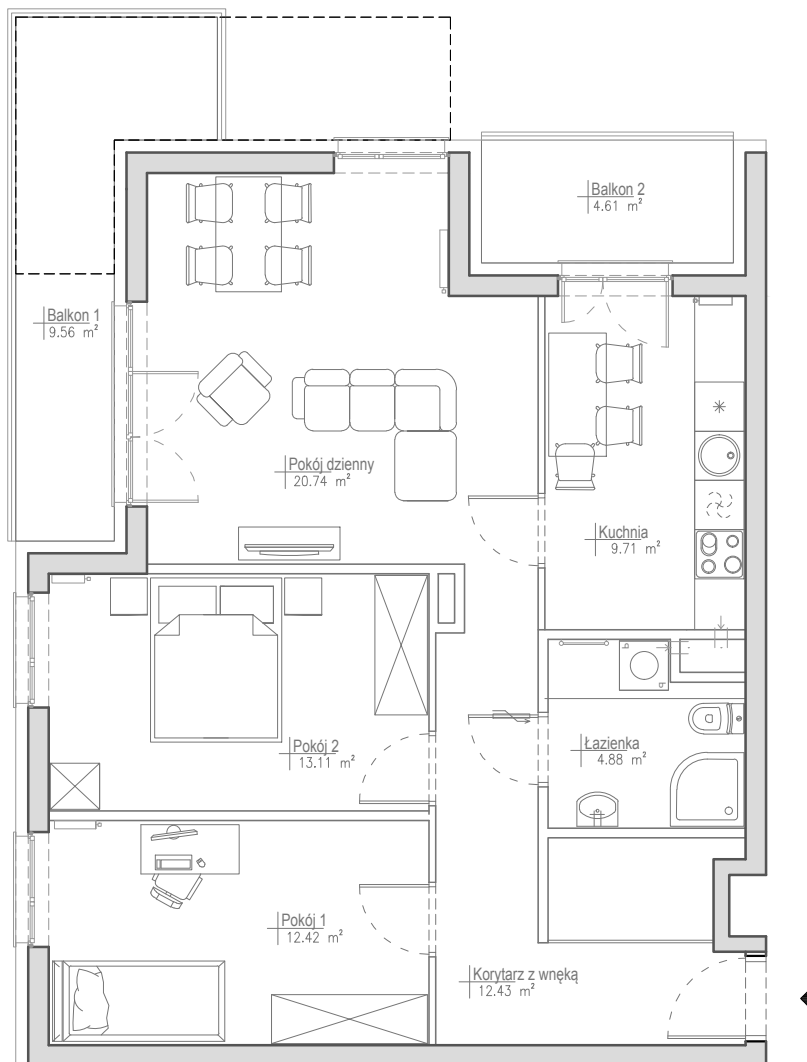 Balkon 2
4.61 m²
Balkon 1
9.56 m²
Pokój dzienny
20.74 m²
Kuchnia
9.71 m²
Pokój 2
13.11 m²
Łazienka
4.88 m²
Pokój 1
12.42 m²
Korytarz z wnęką
12.43 m²